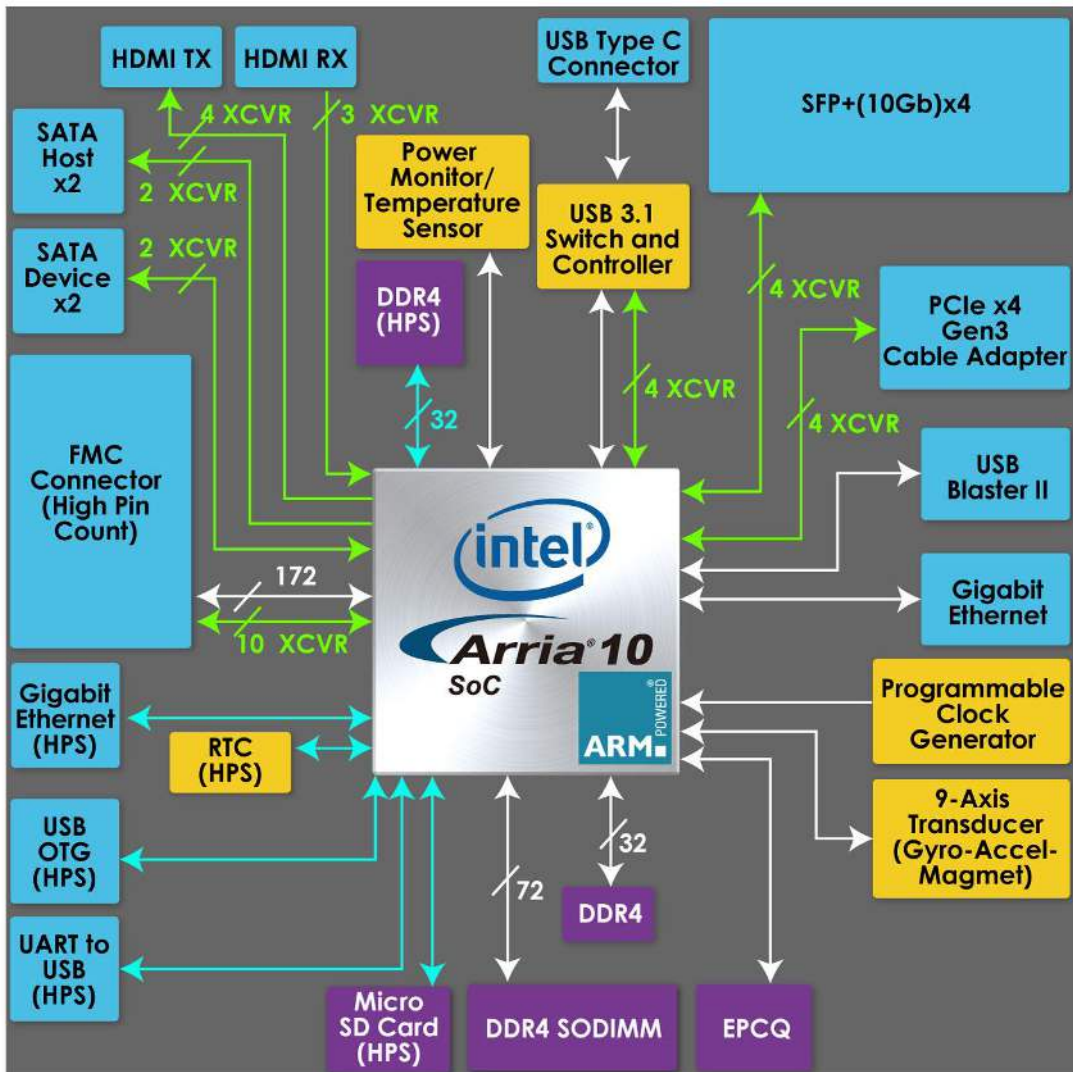 HDMI TX
HDMI RX
USB Type C
Connector
SFP+(10Gb)x4
4 XCVR
3 XCVR
SATA
Host
x2
2 XCVR
Power
Monitor/
Temperature
Sensor
USB 3.1
Switch and
Controller
SATA
Device
x2
2 XCVR
DDR4
(HPS)
4 XCVR
PCIe x4
Gen3
Cable Adapter
32
4 XCVR
4 XCVR
FMC
Connector
(High Pin
Count)
USB
Blaster II
intel®
172
Gigabit
Ethernet
10 XCVR
Arria® 10
SoC
Gigabit
Ethernet
(HPS)
RTC
(HPS)
ARM®
POWERED
Programmable
Clock
Generator
USB
OTG
(HPS)
9-Axis
Transducer
(Gyro-Accel-
Magmet)
32
72
DDR4
UART to
USB
(HPS)
Micro
SD Card
(HPS)
DDR4 SODIMM
EPCQ